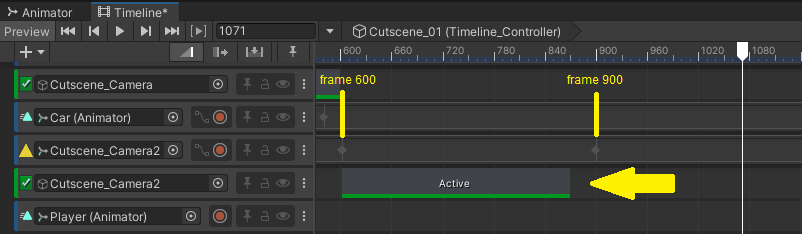 Animator Timeline*
Preview 1071 Cutscene_01 (Timeline_Controller)
600 660 720 780 840 900 960 1020 1080
Cutscene_Camera frame 600 frame 900
Car (Animator)
Cutscene_Camera2
Cutscene_Camera2 Active
Player (Animator)